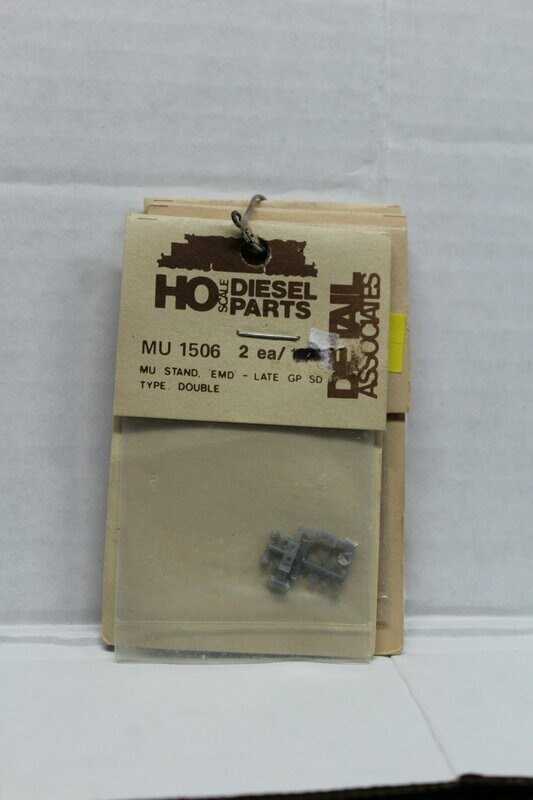 HO SCALE DIESEL PARTS
DETAIL ASSOCIATES
MU 1506 2 ea/
MU STAND, EMD - LATE GP SD
TYPE. DOUBLE